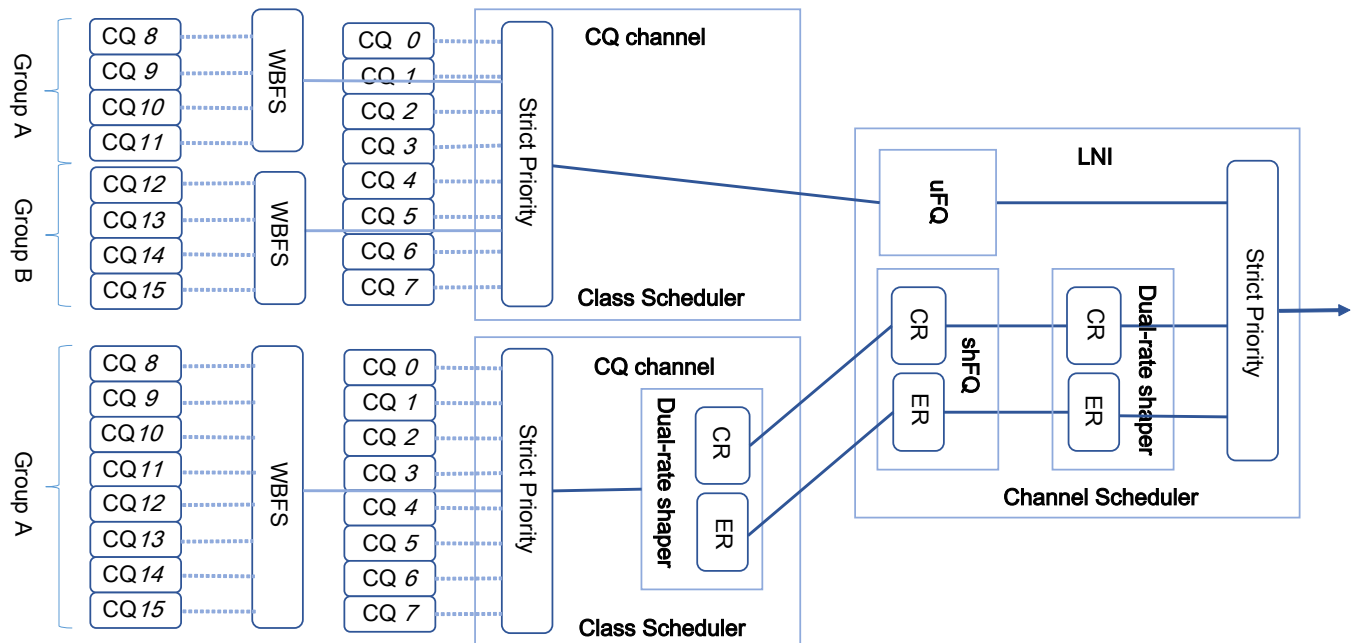 Group A
CQ 8
CQ 9
CQ 10
CQ 11
WBFS
Group B
CQ 12
CQ 13
CQ 14
CQ 15
WBFS
CQ 0
CQ 1
CQ 2
CQ 3
CQ 4
CQ 5
CQ 6
CQ 7
CQ channel
Strict Priority
Class Scheduler
Group A
CQ 8
CQ 9
CQ 10
CQ 11
CQ 12
CQ 13
CQ 14
CQ 15
WBFS
CQ 0
CQ 1
CQ 2
CQ 3
CQ 4
CQ 5
CQ 6
CQ 7
CQ channel
Strict Priority
Dual-rate shaper
CR
ER
Class Scheduler
LNI
uFQ
CR
ER
shFQ
CR
ER
Dual-rate shaper
Strict Priority
Channel Scheduler